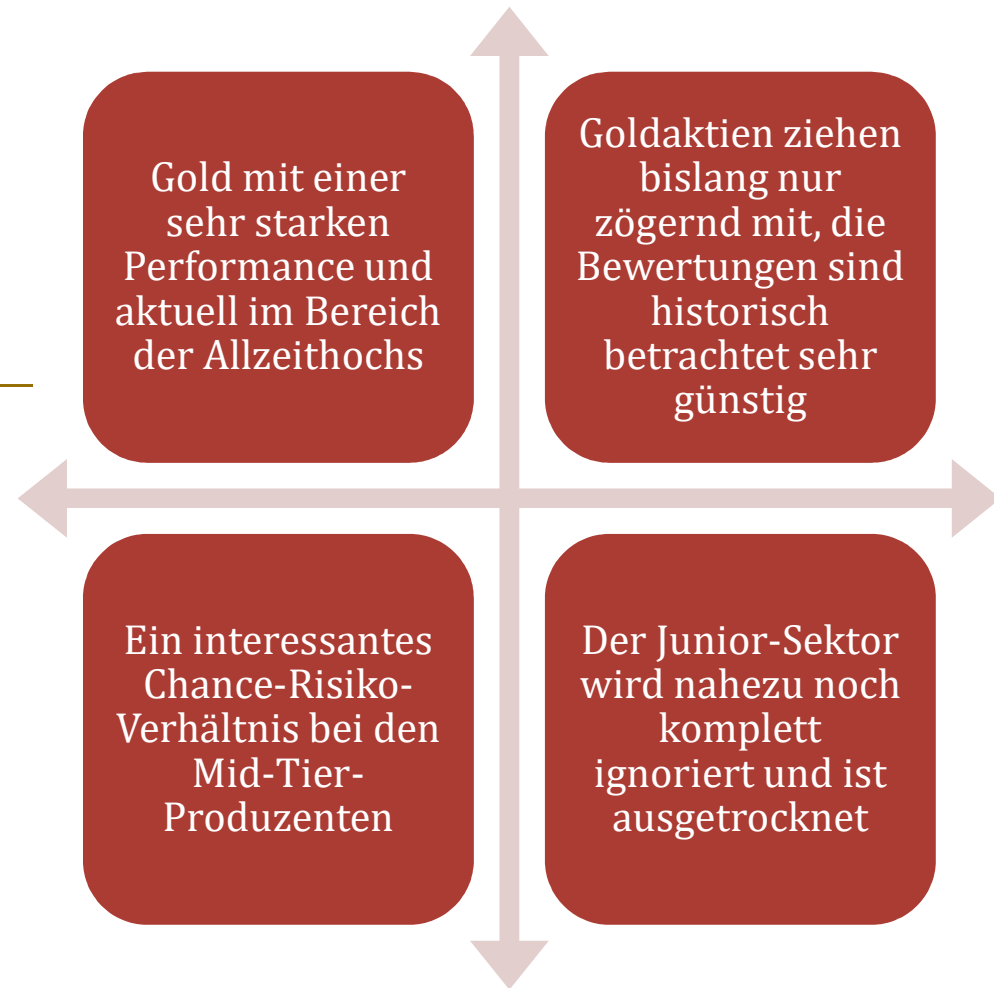 Gold mit einer
sehr starken
Performance und
aktuell im Bereich
der Allzeithochs
Goldaktien ziehen
bislang nur
zögernd mit, die
Bewertungen sind
historisch
betrachtet sehr
günstig
Ein interessantes
Chance-Risiko-
Verhältnis bei den
Mid-Tier-
Produzenten
Der Junior-Sektor
wird nahezu noch
komplett
ignoriert und ist
ausgetrocknet